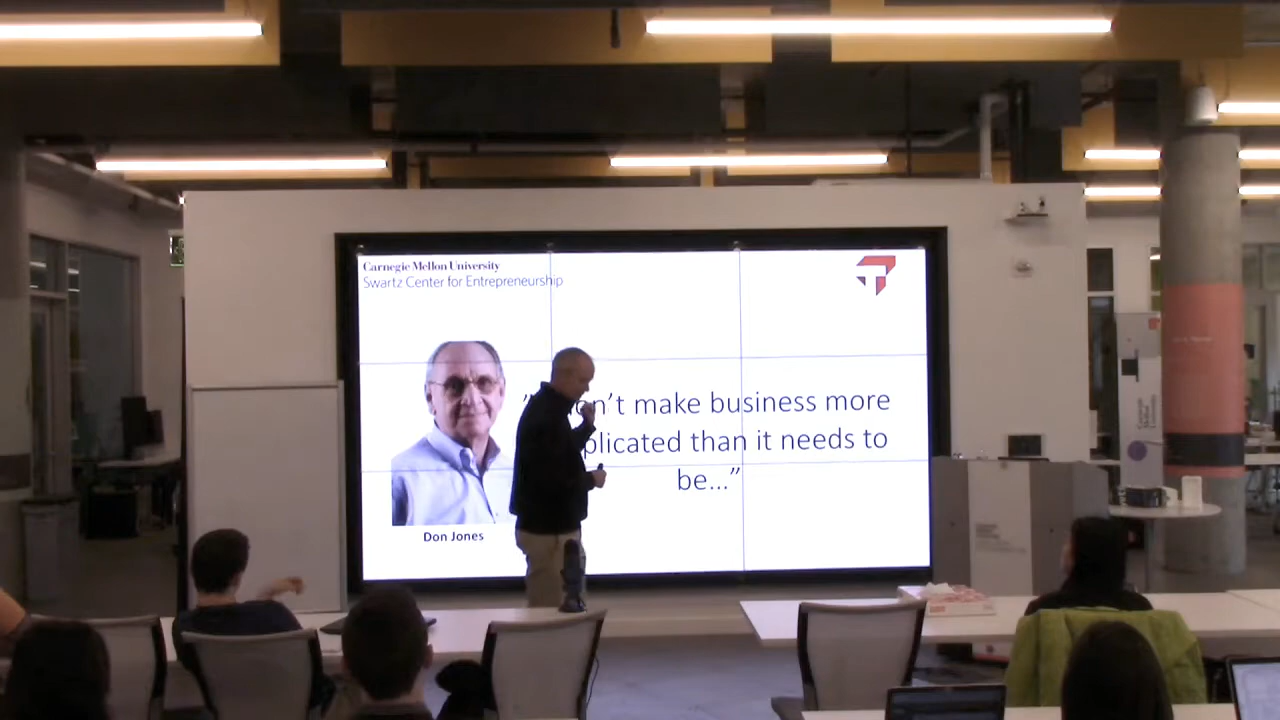 Carnegie Mellon University
Swartz Center for Entrepreneurship
n't make business more
plicated than it needs to
be..."
Don Jones